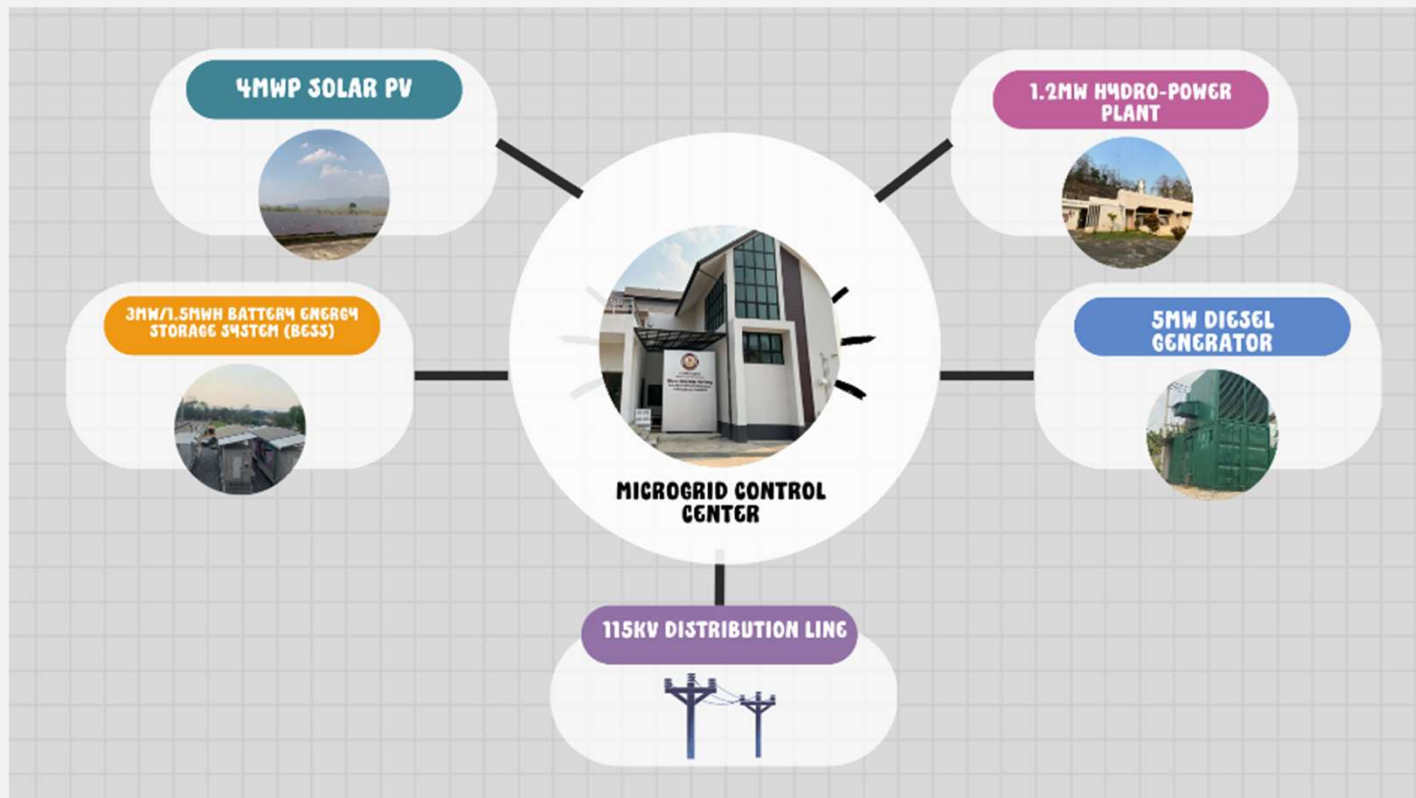 4MWP SOLAR PV
1.2MW HYDRO-POWER
PLANT
3MW/1.5MWH BATTERY ENERGY
STORAGE SYSTEM (BESS)
5MW DIESEL
GENERATOR
MICROGRID CONTROL
CENTER
115KV DISTRIBUTION LINE